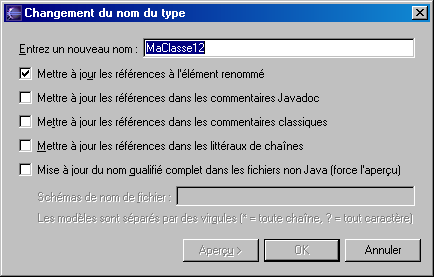 Changement du nom du type
Entrez un nouveau nom : MaClasse12
Mettre à jour les références à l'élément renommé
Mettre à jour les références dans les commentaires Javadoc
Mettre à jour les références dans les commentaires classiques
Mettre à jour les références dans les littéraux de chaînes
Mise à jour du nom qualifié complet dans les fichiers non Java (force l'aperçu)
Schémas de nom de fichier :
Les modèles sont séparés par des virgules (* = toute chaîne, ? = tout caractère)
Aperçu > OK Annuler